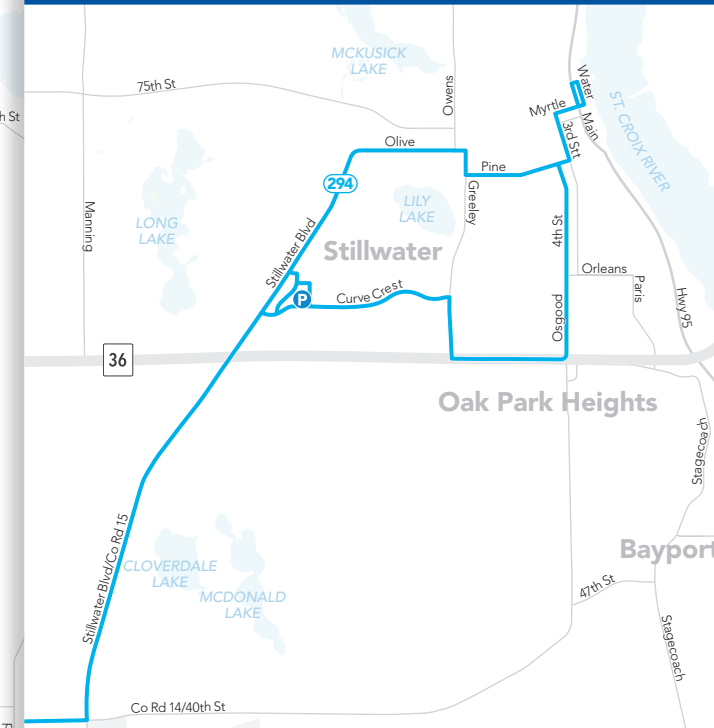 MCKUSICK
LAKE
75th St
Owens
Water
Myrtle
Main
h St
3rd Stt
ST. CROIX RIVER
Olive
Pine
294
Greeley
LILY
LAKE
Manning
LONG
LAKE
Stillwater Blvd
Stillwater
4th St
Orleans
Paris
P
Curve Crest
Osgood
Hwy 95
36
Oak Park Heights
Stagecoach
Stillwater Blvd/Co Rd 15
Bayport
CLOVERDALE
LAKE
MCDONALD
LAKE
47th St
Stagecoach
Co Rd 14/40th St